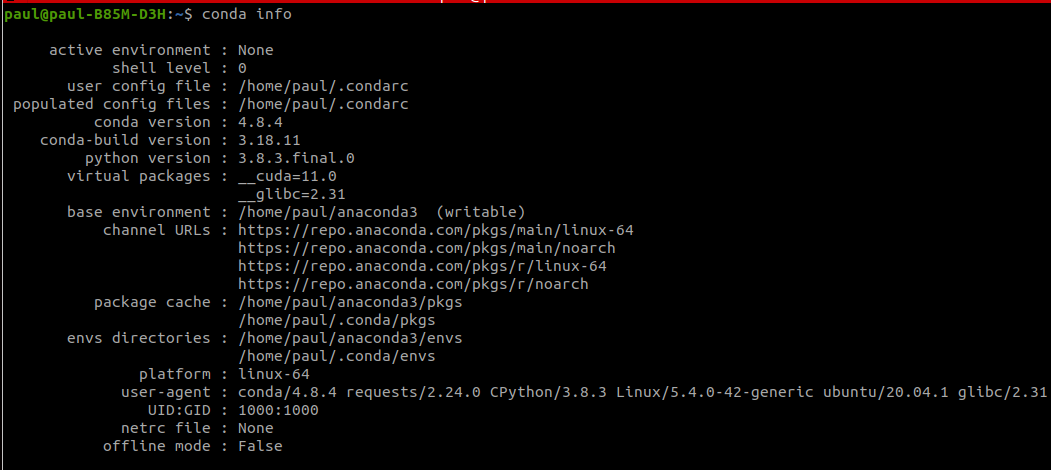 paul@paul-B85M-D3H:~$ conda info
active environment : None
shell level : 0
user config file : /home/paul/.condarc
populated config files : /home/paul/.condarc
conda version : 4.8.4
conda-build version : 3.18.11
python version : 3.8.3.final.0
virtual packages : __cuda=11.0
__glibc=2.31
base environment : /home/paul/anaconda3  (writable)
channel URLs : https://repo.anaconda.com/pkgs/main/linux-64
https://repo.anaconda.com/pkgs/main/noarch
https://repo.anaconda.com/pkgs/r/linux-64
https://repo.anaconda.com/pkgs/r/noarch
package cache : /home/paul/anaconda3/pkgs
/home/paul/.conda/pkgs
envs directories : /home/paul/anaconda3/envs
/home/paul/.conda/envs
platform : linux-64
user-agent : conda/4.8.4 requests/2.24.0 CPython/3.8.3 Linux/5.4.0-42-generic ubuntu/20.04.1 glibc/2.31
UID:GID : 1000:1000
netrc file : None
offline mode : False